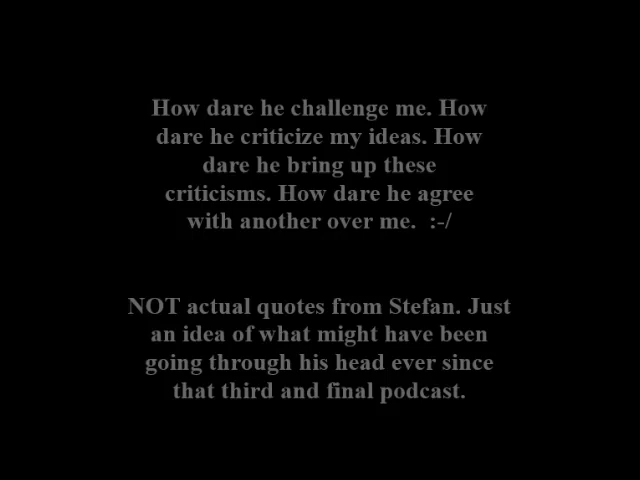 How dare he challenge me. How
dare he criticize my ideas. How
dare he bring up these
criticisms. How dare he agree
with another over me.  :-/
NOT actual quotes from Stefan. Just
an idea of what might have been
going through his head ever since
that third and final podcast.